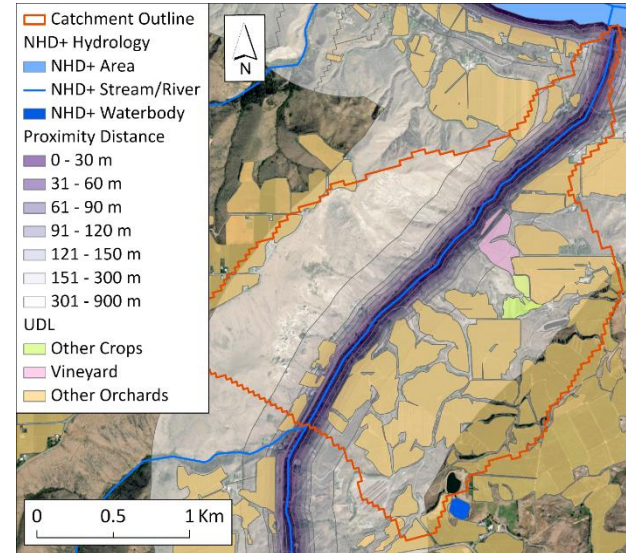 Catchment Outline
NHD+ Hydrology
NHD+ Area
NHD+ Stream/River
NHD+ Waterbody
Proximity Distance
0 - 30 m
31 - 60 m
61 - 90 m
91 - 120 m
121 - 150 m
151 - 300 m
301 - 900 m
UDL
Other Crops
Vineyard
Other Orchards
N
0 0.5 1 Km